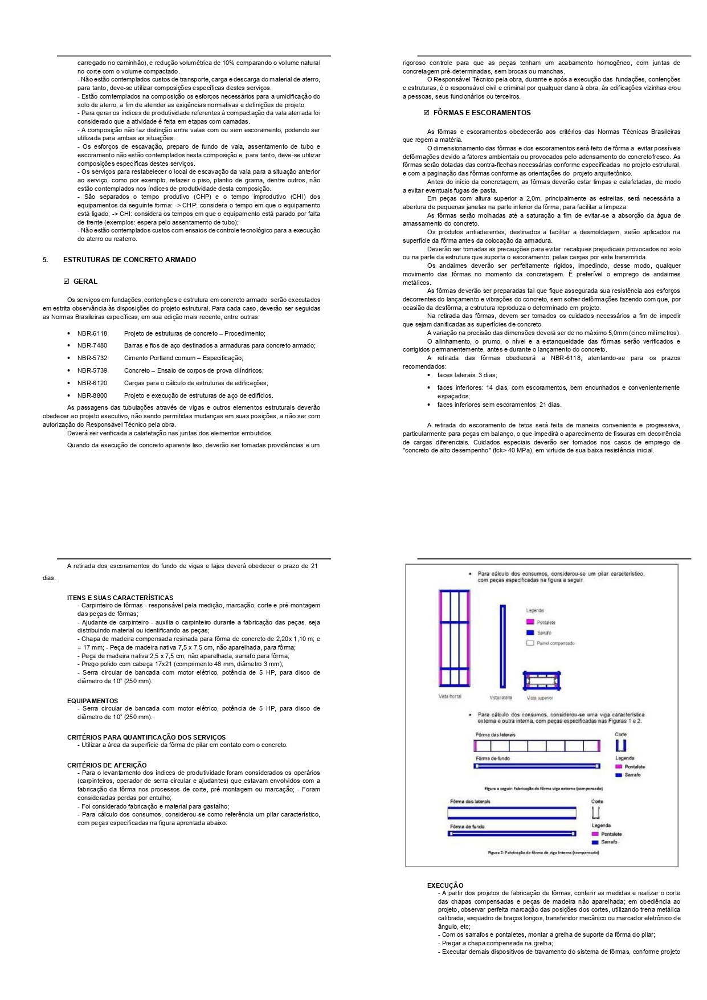 carregado no caminhão), e redução volumétrica de 10% comparando o volume natural
no corte com o volume compactado.
- Não estão contemplados custos de transporte, carga e descarga do material de aterro,
para tanto, deve-se utilizar composições específicas destes serviços.
- Estão comtemplados na composição os esforços necessários para a umidificação do
solo de aterro, a fim de atender as exigências normativas e definições de projeto.
- Para gerar os índices de produtividade referentes à compactação da vala aterrada foi
considerado que a atividade é feita em etapas com camadas.
- A composição não faz distinção entre valas com ou sem escoramento, podendo ser
utilizada para ambas as situações.
- Os esforços de escavação, preparo de fundo de vala, assentamento de tubo e
escoramento não estão contemplados nesta composição e, para tanto, deve-se utilizar
composições específicas destes serviços.
- Os serviços para restabelecer o local de escavação da vala para a situação anterior
ao serviço, como por exemplo, refazer o piso, plantio de grama, dentre outros, não
estão contemplados nos índices de produtividade desta composição.
- São separados o tempo produtivo (CHP) e o tempo improdutivo (CHI) dos
equipamentos da seguinte forma: -> CHP: considera o tempo em que o equipamento
está ligado; -> CHI: considera os tempos em que o equipamento está parado por falta
de frente (exemplos: espera pelo assentamento de tubo);
- Não estão contemplados custos com ensaios de controle tecnológico para a execução
do aterro ou reaterro.
5. ESTRUTURAS DE CONCRETO ARMADO
☑ GERAL
Os serviços em fundações, contenções e estrutura em concreto armado serão executados
em estrita observância às disposições do projeto estrutural. Para cada caso, deverão ser seguidas
as Normas Brasileiras específicas, em sua edição mais recente, entre outras:
• NBR-6118 Projeto de estruturas de concreto – Procedimento;
• NBR-7480 Barras e fios de aço destinados a armaduras para concreto armado;
• NBR-5732 Cimento Portland comum – Especificação;
• NBR-5739 Concreto – Ensaio de corpos de prova cilíndricos;
• NBR-6120 Cargas para o cálculo de estruturas de edificações;
• NBR-8800 Projeto e execução de estruturas de aço de edifícios.
As passagens das tubulações através de vigas e outros elementos estruturais deverão
obedecer ao projeto executivo, não sendo permitidas mudanças em suas posições, a não ser com
autorização do Responsável Técnico pela obra.
Deverá ser verificada a calafetação nas juntas dos elementos embutidos.
Quando da execução de concreto aparente liso, deverão ser tomadas providências e um
rigoroso controle para que as peças tenham um acabamento homogêneo, com juntas de
concretagem pré-determinadas, sem brocas ou manchas.
O Responsável Técnico pela obra, durante e após a execução das fundações, contenções
e estruturas, é o responsável civil e criminal por qualquer dano à obra, às edificações vizinhas e/ou
a pessoas, seus funcionários ou terceiros.
☑ FÔRMAS E ESCORAMENTOS
As fôrmas e escoramentos obedecerão aos critérios das Normas Técnicas Brasileiras
que regem a matéria.
O dimensionamento das fôrmas e dos escoramentos será feito de fôrma a evitar possíveis
defôrmações devido a fatores ambientais ou provocados pelo adensamento do concretofresco. As
fôrmas serão dotadas das contra-flechas necessárias conforme especificadas no projeto estrutural,
e com a paginação das fôrmas conforme as orientações do projeto arquitetônico.
Antes do início da concretagem, as fôrmas deverão estar limpas e calafetadas, de modo
a evitar eventuais fugas de pasta.
Em peças com altura superior a 2,0m, principalmente as estreitas, será necessária a
abertura de pequenas janelas na parte inferior da fôrma, para facilitar a limpeza.
As fôrmas serão molhadas até a saturação a fim de evitar-se a absorção da água de
amassamento do concreto.
Os produtos antiaderentes, destinados a facilitar a desmoldagem, serão aplicados na
superfície da fôrma antes da colocação da armadura.
Deverão ser tomadas as precauções para evitar recalques prejudiciais provocados no solo
ou na parte da estrutura que suporta o escoramento, pelas cargas por este transmitida.
Os andaimes deverão ser perfeitamente rígidos, impedindo, desse modo, qualquer
movimento das fôrmas no momento da concretagem. É preferível o emprego de andaimes
metálicos.
As fôrmas deverão ser preparadas tal que fique assegurada sua resistência aos esforços
decorrentes do lançamento e vibrações do concreto, sem sofrer defôrmações fazendo com que, por
ocasião da desfôrma, a estrutura reproduza o determinado em projeto.
Na retirada das fôrmas, devem ser tomados os cuidados necessários a fim de impedir
que sejam danificadas as superfícies de concreto.
A variação na precisão das dimensões deverá ser de no máximo 5,0mm (cinco milímetros).
O alinhamento, o prumo, o nível e a estanqueidade das fôrmas serão verificados e
corrigidos permanentemente, antes e durante o lançamento do concreto.
A retirada das fôrmas obedecerá a NBR-6118, atentando-se para os prazos
recomendados:
• faces laterais: 3 dias;
• faces inferiores: 14 dias, com escoramentos, bem encunhados e convenientemente
espaçados;
• faces inferiores sem escoramentos: 21 dias.
A retirada do escoramento de tetos será feita de maneira conveniente e progressiva,
particularmente para peças em balanço, o que impedirá o aparecimento de fissuras em decorrência
de cargas diferenciais. Cuidados especiais deverão ser tomados nos casos de emprego de
"concreto de alto desempenho" (fck> 40 MPa), em virtude de sua baixa resistência inicial.
A retirada dos escoramentos do fundo de vigas e lajes deverá obedecer o prazo de 21
dias.
ITENS E SUAS CARACTERÍSTICAS
- Carpinteiro de fôrmas - responsável pela medição, marcação, corte e pré-montagem
das peças de fôrmas;
- Ajudante de carpinteiro - auxilia o carpinteiro durante a fabricação das peças, seja
distribuindo material ou identificando as peças;
- Chapa de madeira compensada resinada para fôrma de concreto de 2,20x 1,10 m; e
= 17 mm; - Peça de madeira nativa 7,5 x 7,5 cm, não aparelhada, para fôrma;
- Peça de madeira nativa 2,5 x 7,5 cm, não aparelhada, sarrafo para fôrma;
- Prego polido com cabeça 17x21 (comprimento 48 mm, diâmetro 3 mm);
- Serra circular de bancada com motor elétrico, potência de 5 HP, para disco de
diâmetro de 10" (250 mm).
EQUIPAMENTOS
- Serra circular de bancada com motor elétrico, potência de 5 HP, para disco de
diâmetro de 10" (250 mm).
CRITÉRIOS PARA QUANTIFICAÇÃO DOS SERVIÇOS
- Utilizar a área da superfície da fôrma de pilar em contato com o concreto.
CRITÉRIOS DE AFERIÇÃO
- Para o levantamento dos índices de produtividade foram considerados os operários
(carpinteiros, operador de serra circular e ajudantes) que estavam envolvidos com a
fabricação da fôrma nos processos de corte, pré-montagem ou marcação; - Foram
consideradas perdas por entulho;
- Foi considerado fabricação e material para gastalho;
- Para cálculo dos consumos, considerou-se como referência um pilar característico,
com peças especificadas na figura aprentada abaixo:
• Para cálculo dos consumos, considerou-se um pilar característico,
com peças especificadas na figura a seguir.
Legenda
Pontalete
Sarrafo
Painel compensado
Vista frontal
Vista lateral
Vista superior
• Para cálculo dos consumos, considerou-se uma viga característica
externa e outra interna, com peças especificadas nas Figuras 1 e 2.
Fôrma das laterais
Corte
Fôrma de fundo
Legenda
Pontalete
Sarrafo
Figura a seguir: Fabricação de fôrma viga externa (compensado)
Fôrma das laterais
Corte
Fôrma de fundo
Legenda
Pontalete
Sarrafo
Figura 2: Fabricação de fôrma de viga interna (compensado)
EXECUÇÃO
- A partir dos projetos de fabricação de fôrmas, conferir as medidas e realizar o corte
das chapas compensadas e peças de madeira não aparelhada; em obediência ao
projeto, observar perfeita marcação das posições dos cortes, utilizando trena metálica
calibrada, esquadro de braços longos, transferidor mecânico ou marcador eletrônico de
ângulo, etc;
- Com os sarrafos e pontaletes, montar a grelha de suporte da fôrma do pilar;
- Pregar a chapa compensada na grelha;
- Executar demais dispositivos de travamento do sistema de fôrmas, conforme projeto